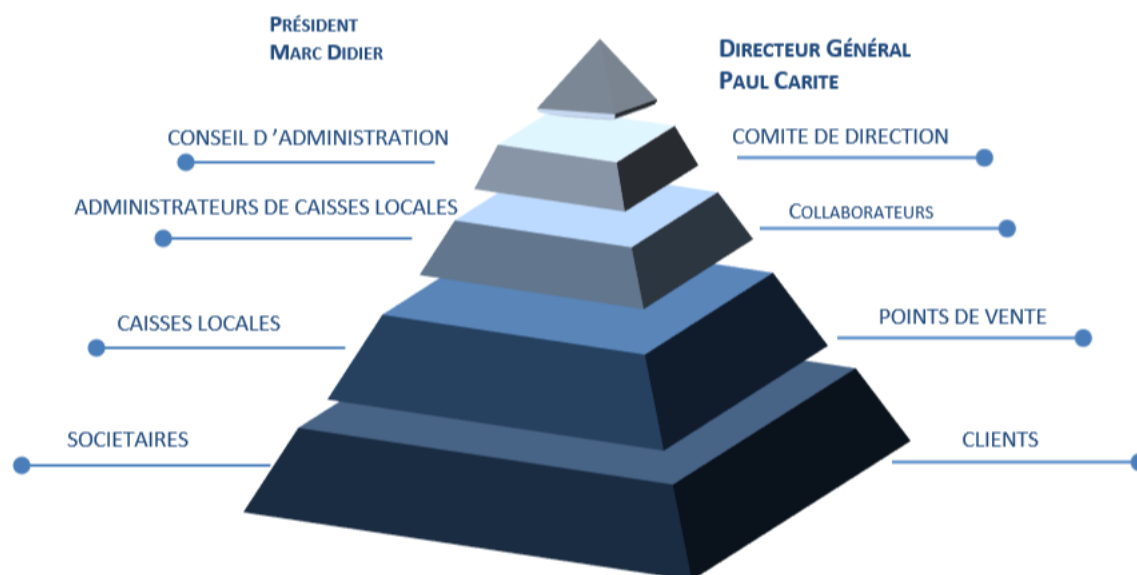 PRÉSIDENT
MARC DIDIER
DIRECTEUR GÉNÉRAL
PAUL CARITE
CONSEIL D ’ADMINISTRATION
COMITE DE DIRECTION
ADMINISTRATEURS DE CAISSES LOCALES
COLLABORATEURS
CAISSES LOCALES
POINTS DE VENTE
SOCIETAIRES
CLIENTS